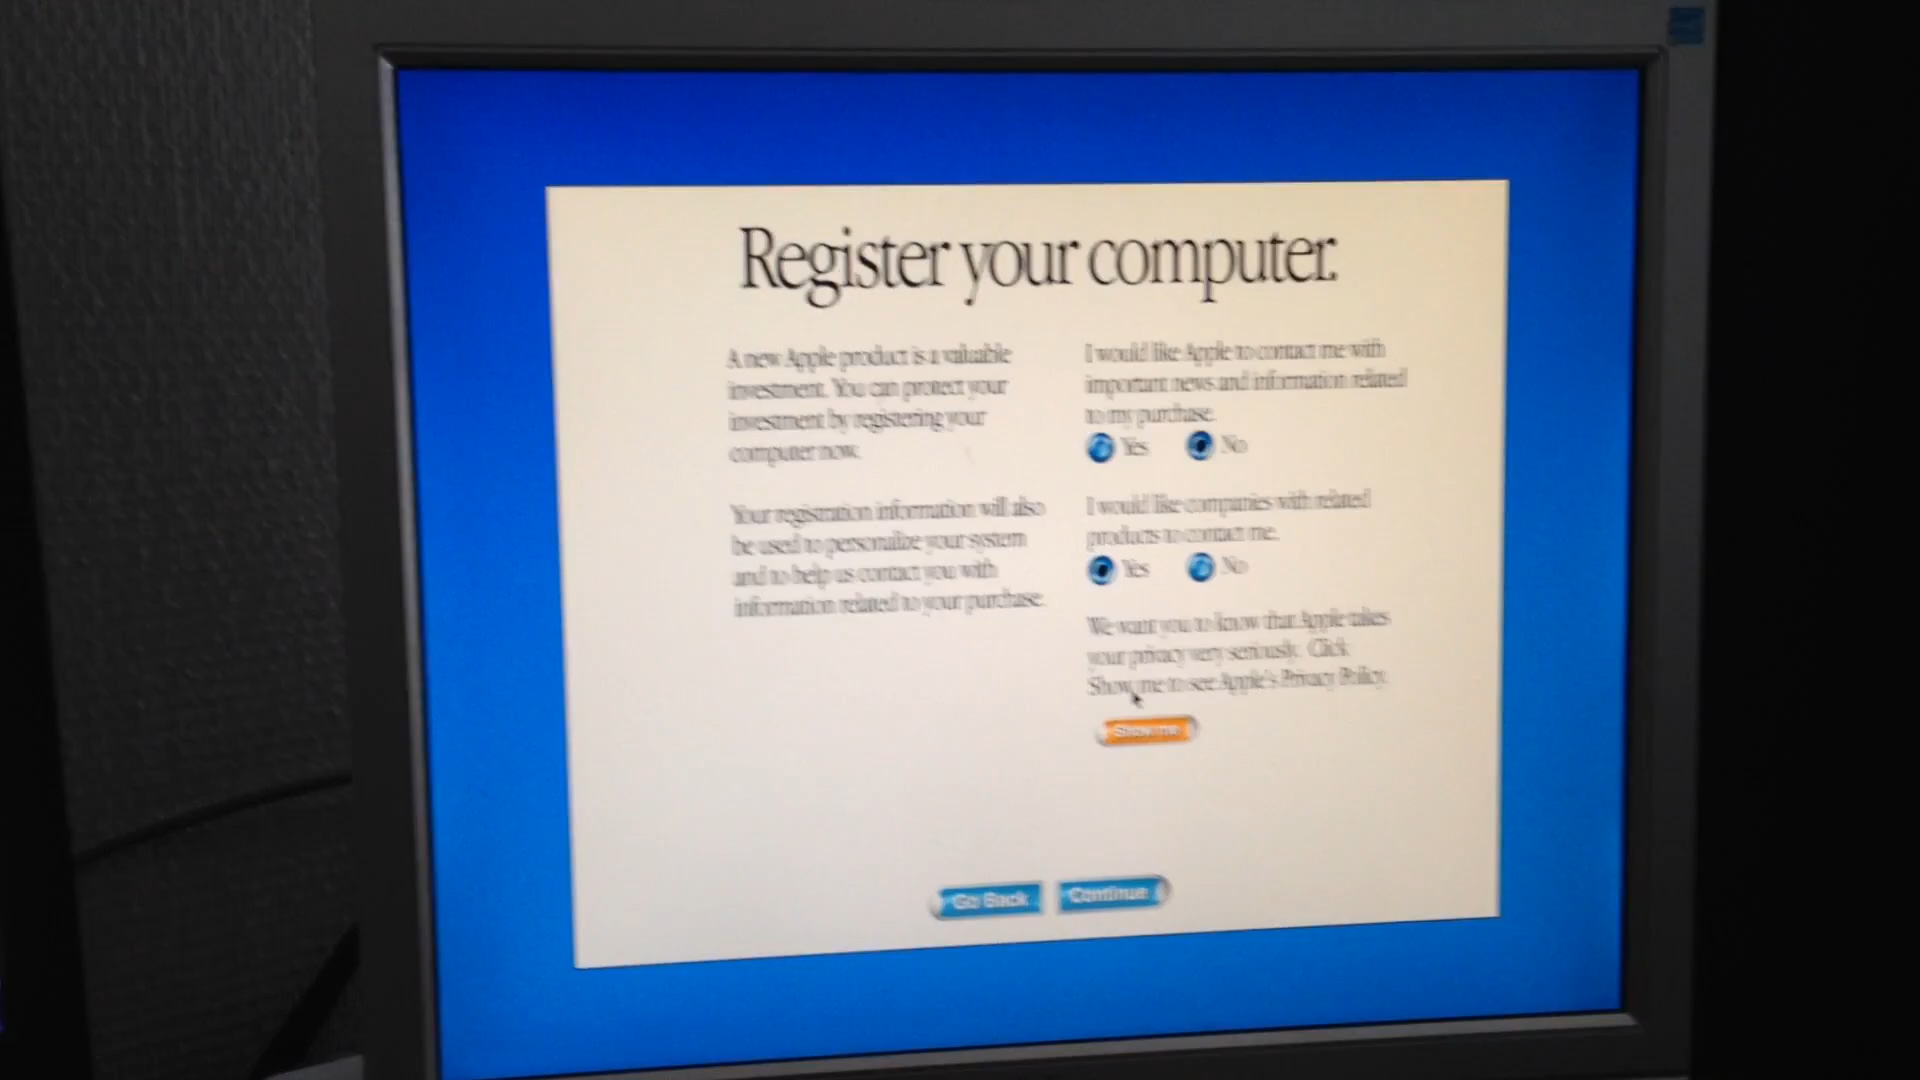 Register your computer.
A new Apple product is a valuable
investment. You can protect your
investment by registering your
computer now.
Your registration information will also
be used to personalize your system
and to help us contact you with
information related to your purchase.
I would like Apple to contact me with
important news and information related
to my purchase.
Yes No
I would like companies with related
products to contact me.
Yes No
We want you to know that Apple takes
your privacy very seriously. Click
Show me to see Apple's Privacy Policy.
Show me
Go Back Continue